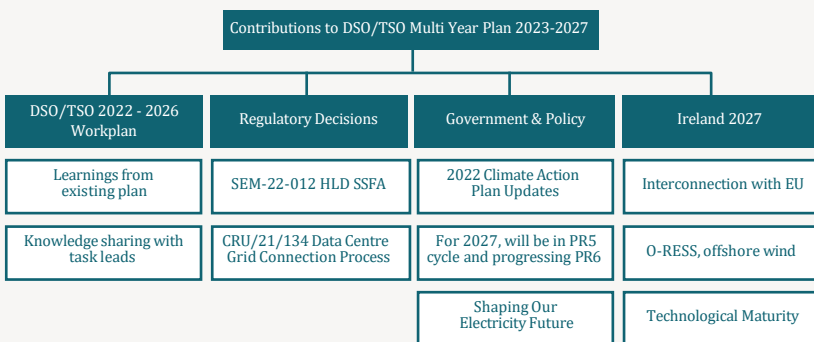 Contributions to DSO/TSO Multi Year Plan 2023-2027
DSO/TSO 2022 - 2026
Workplan
Regulatory Decisions
Government & Policy
Ireland 2027
Learnings from
existing plan
SEM-22-012 HLD SSFA
2022 Climate Action
Plan Updates
Interconnection with EU
Knowledge sharing with
task leads
CRU/21/134 Data Centre
Grid Connection Process
For 2027, will be in PR5
cycle and progressing PR6
O-RESS, offshore wind
Shaping Our
Electricity Future
Technological Maturity